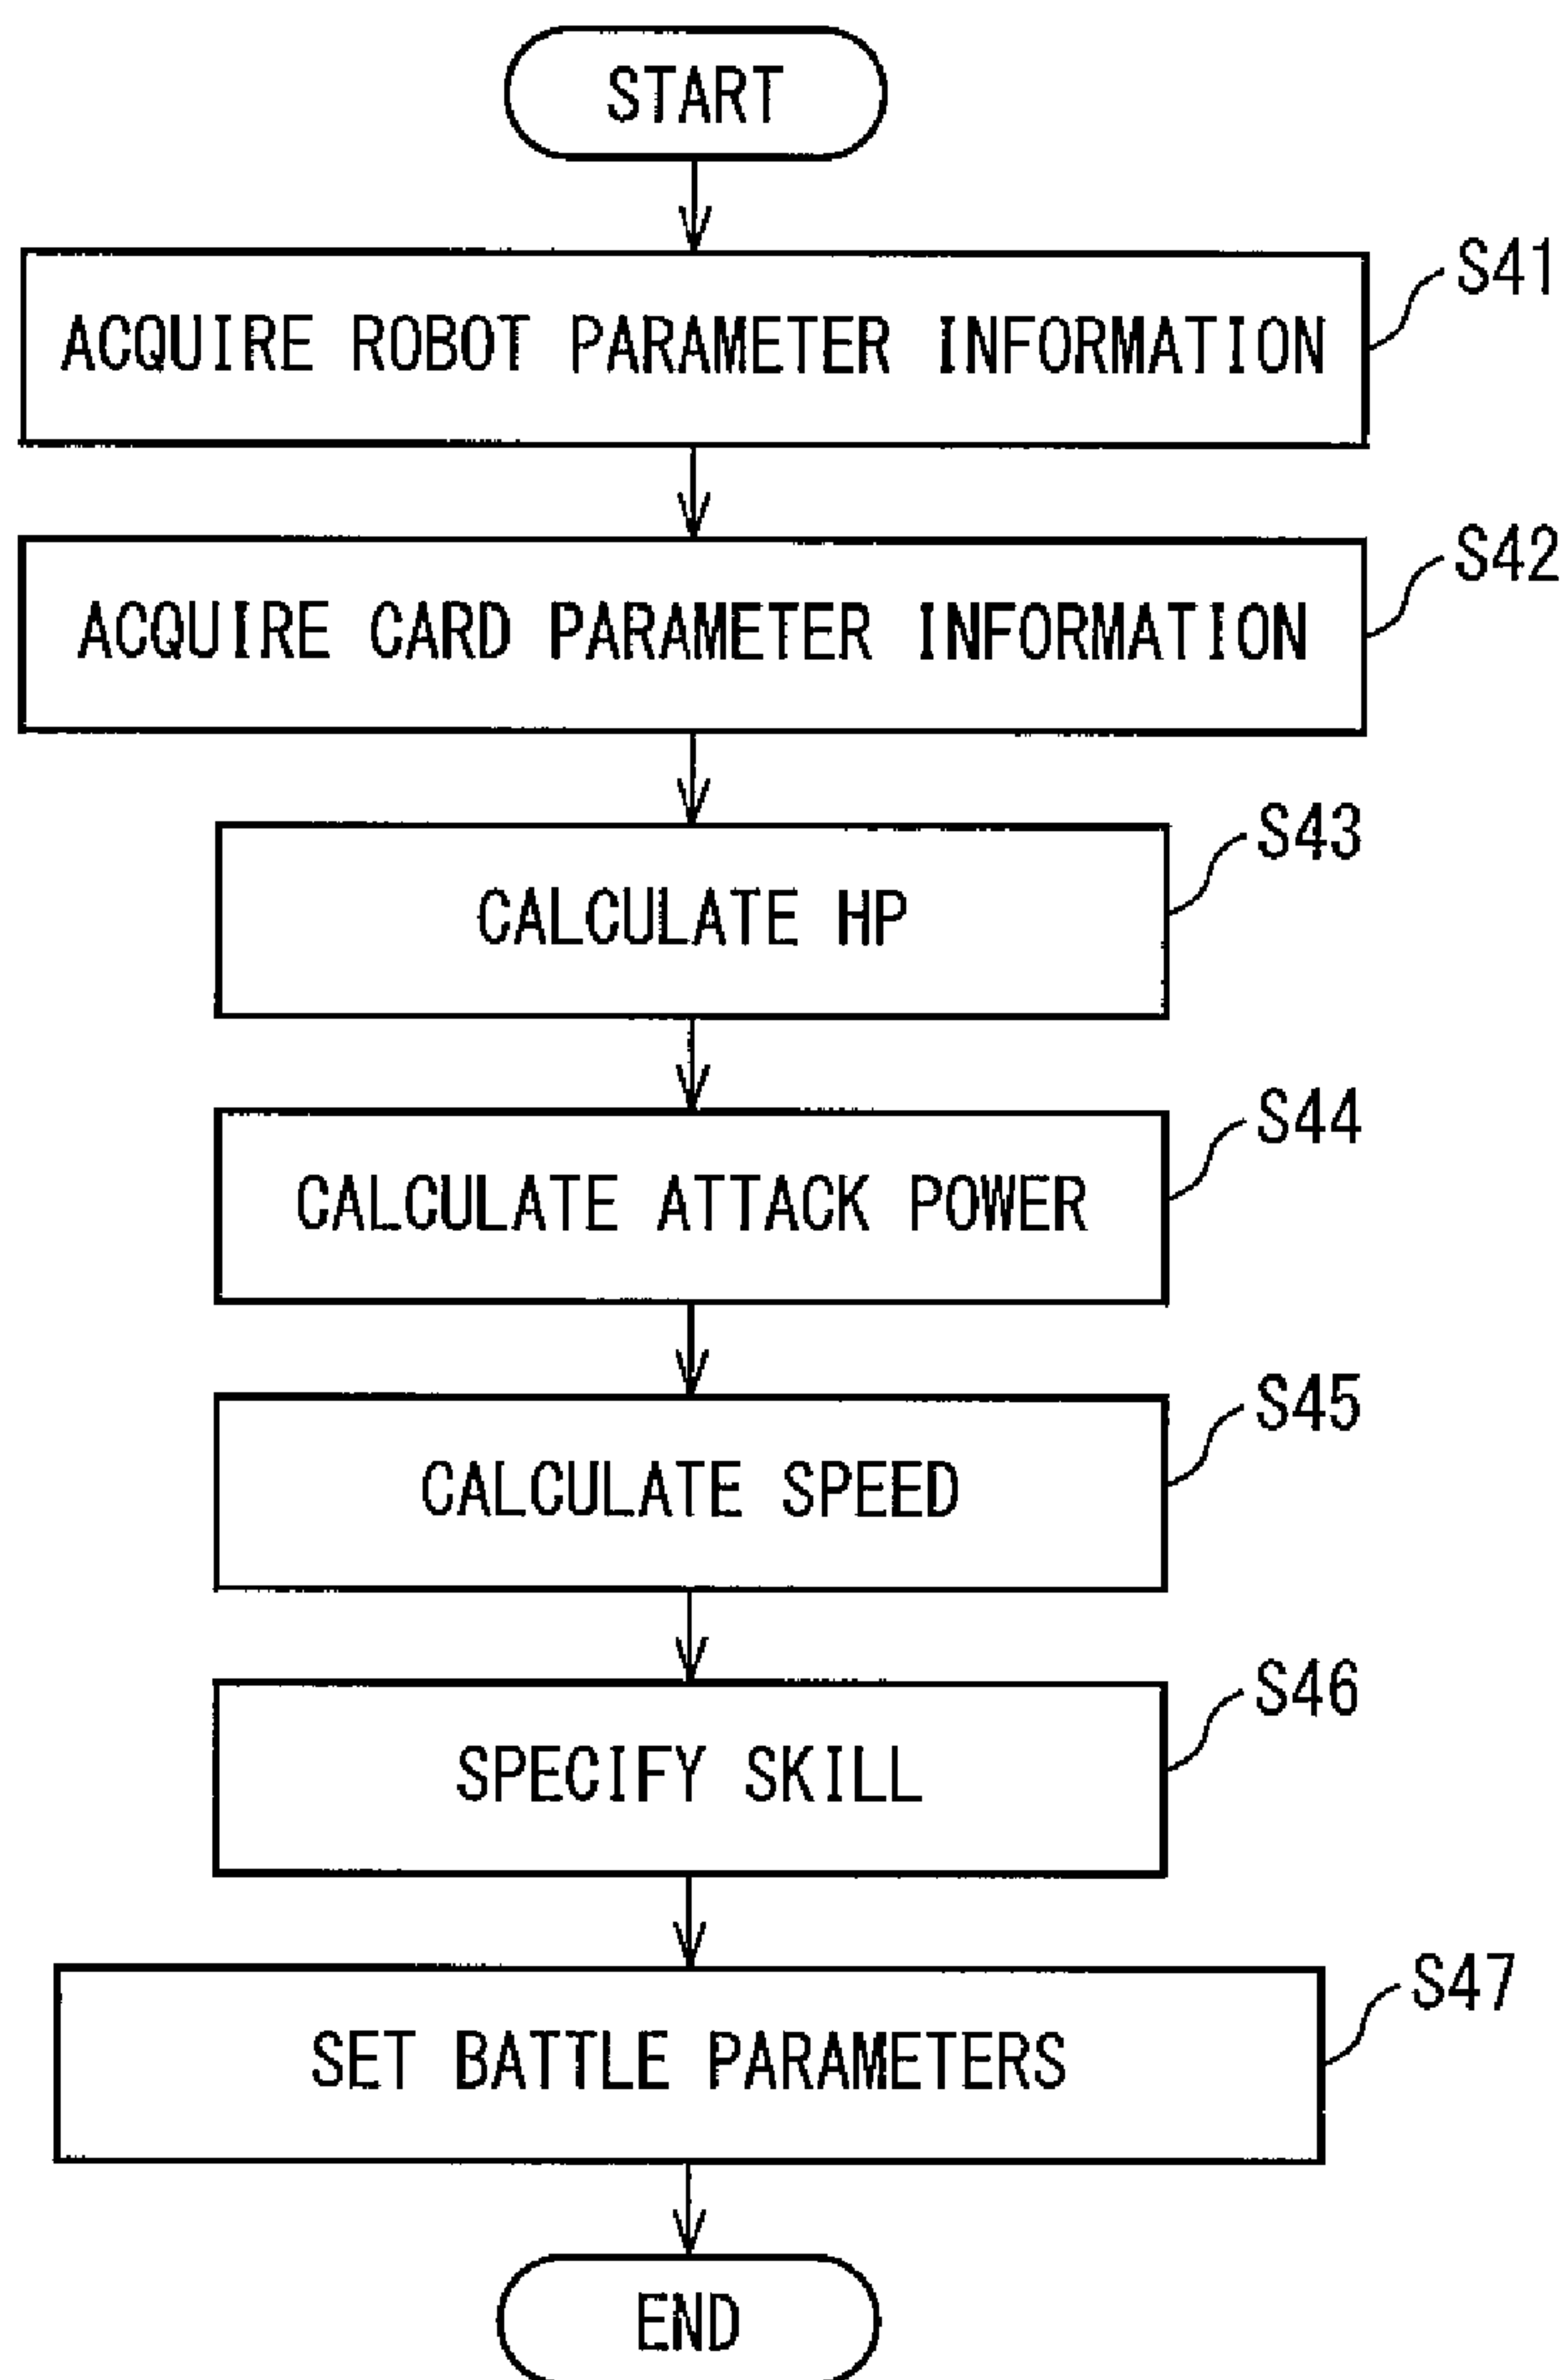 START
ACQUIRE ROBOT PARAMETER INFORMATION
S41
ACQUIRE CARD PARAMETER INFORMATION
S42
CALCULATE HP
S43
CALCULATE ATTACK POWER
S44
CALCULATE SPEED
S45
SPECIFY SKILL
S46
SET BATTLE PARAMETERS
S47
END